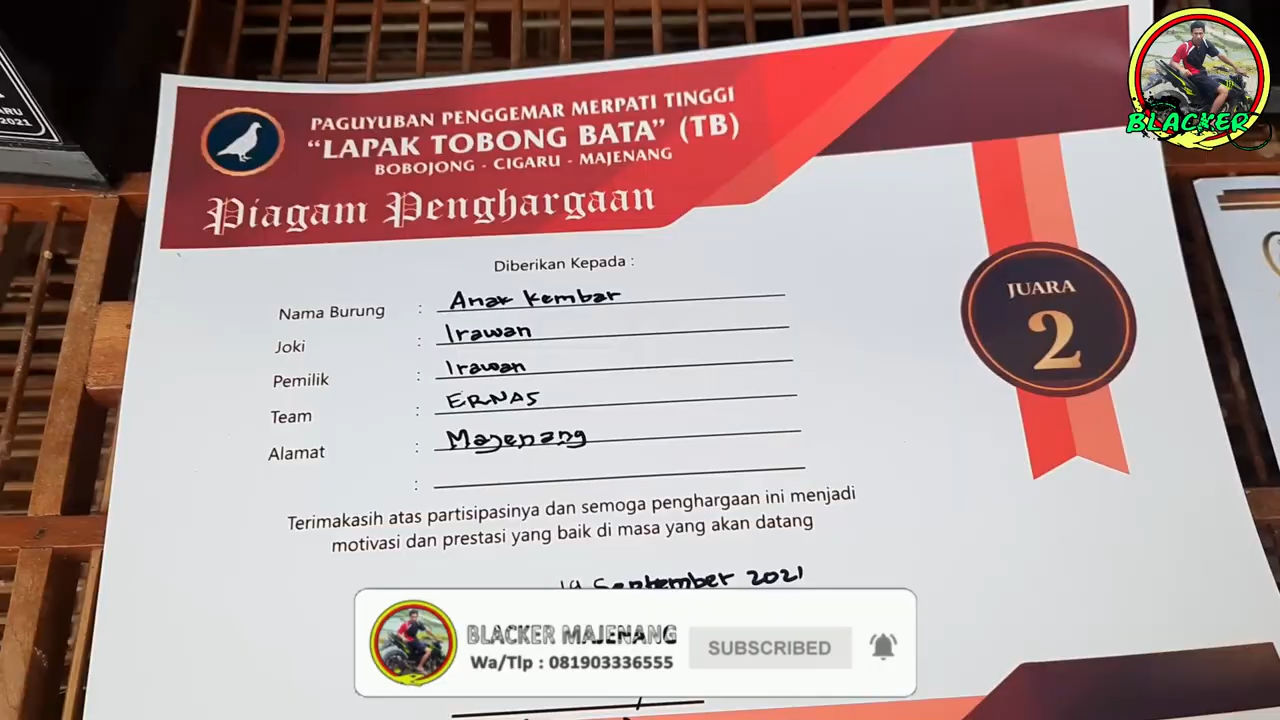 PAGUYUBAN PENGGEMAR MERPATI TINGGI
“LAPAK TOBONG BATA” (TB)
BOBOJONG - CIGARU - MAJENANG
Piagam Penghargaan
Diberikan Kepada :
Nama Burung : Anak Kembar
Joki : Irawan
Pemilik : Irawan
Team : ERNAS
Alamat : Majenang
:
Terimakasih atas partisipasinya dan semoga penghargaan ini menjadi
motivasi dan prestasi yang baik di masa yang akan datang
19 September 2021
JUARA
2
BLACKER
BLACKER MAJENANG
Wa/Tlp : 081903336555
SUBSCRIBED
2021